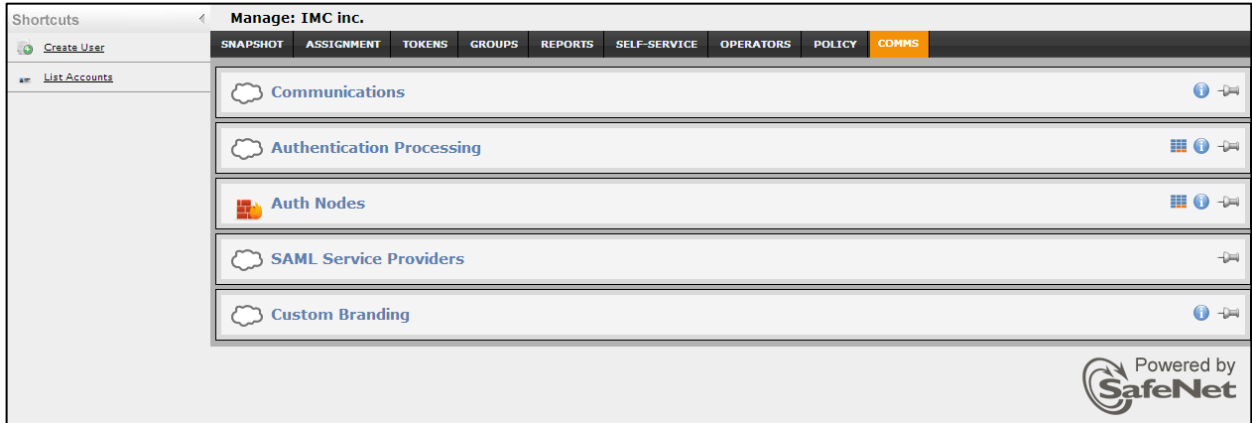 Shortcuts
Create User
List Accounts
Manage: IMC inc.
SNAPSHOT ASSIGNMENT TOKENS GROUPS REPORTS SELF-SERVICE OPERATORS POLICY COMMS
Communications
Authentication Processing
Auth Nodes
SAML Service Providers
Custom Branding
Powered by
SafeNet